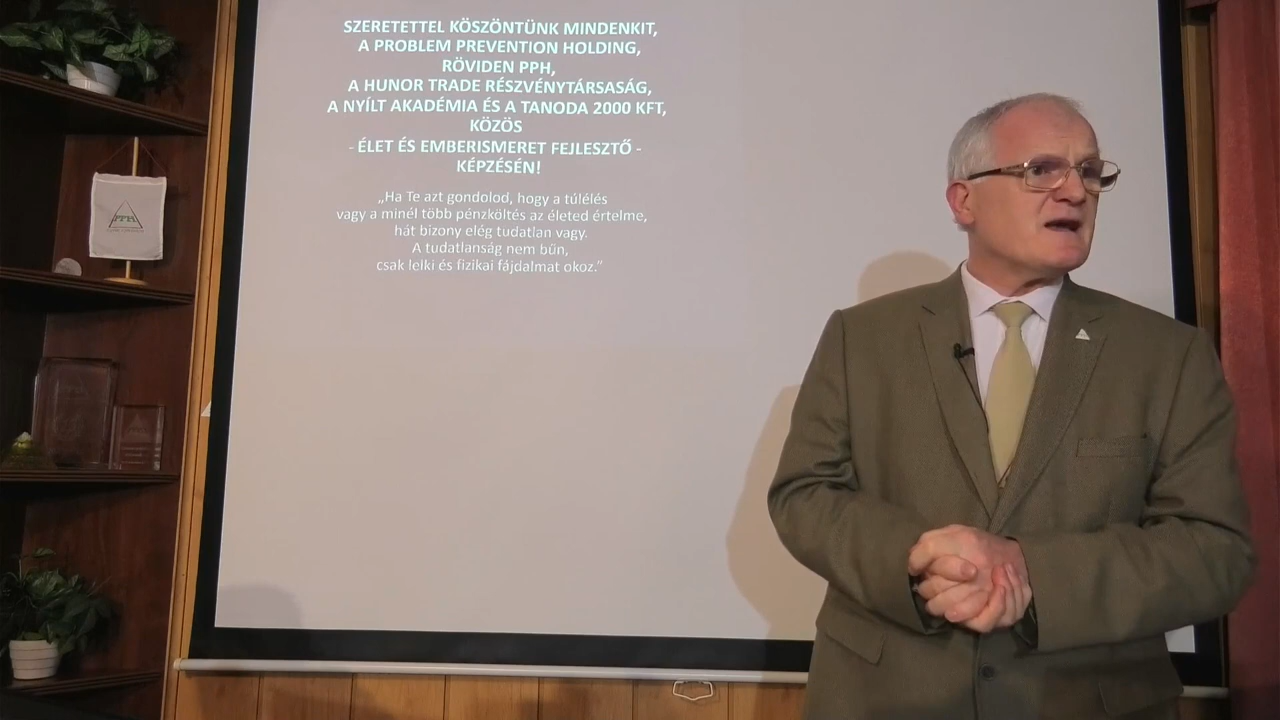 SZERETETTEL KÖSZÖNTÜNK MINDENKIT,
A PROBLEM PREVENTION HOLDING,
RÖVIDEN PPH,
A HUNOR TRADE RÉSZVÉNYTÁRSASÁG,
A NYÍLT AKADÉMIA ÉS A TANODA 2000 KFT,
KÖZÖS
- ÉLET ÉS EMBERISMERET FEJLESZTŐ -
KÉPZÉSÉN!
„Ha Te azt gondolod, hogy a túlélés
vagy a minél több pénzköltés az életed értelme,
hát bizony elég tudatlan vagy.
A tudatlanság nem bűn,
csak lelki és fizikai fájdalmat okoz.”
PPH